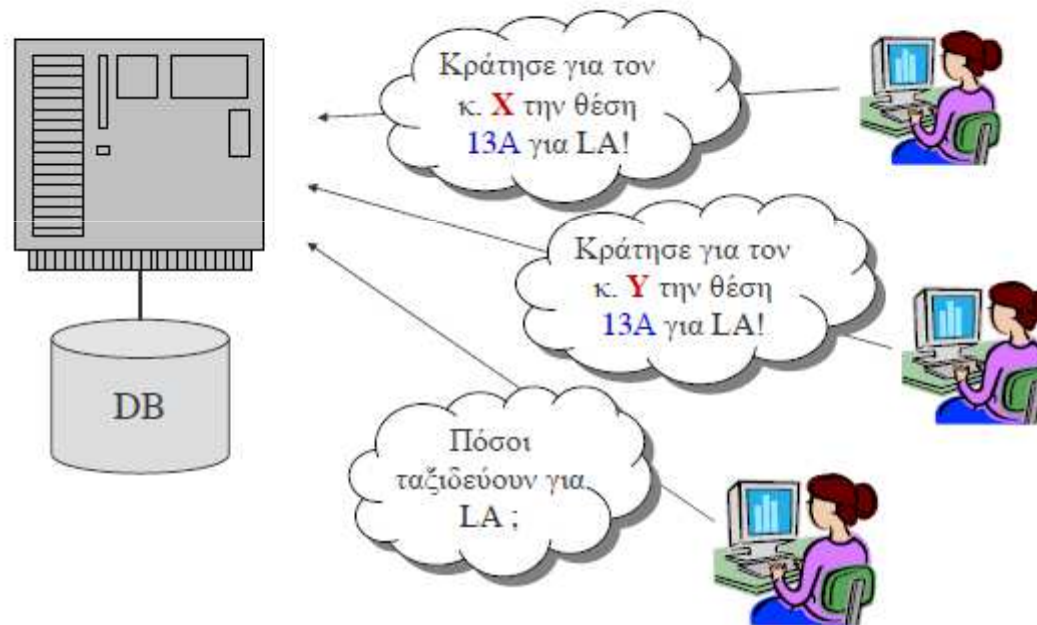 Κράτησε για τον
κ. X την θέση
13A για LA!
Κράτησε για τον
κ. Y την θέση
13A για LA!
DB
Πόσοι
ταξιδεύουν για
LA ;